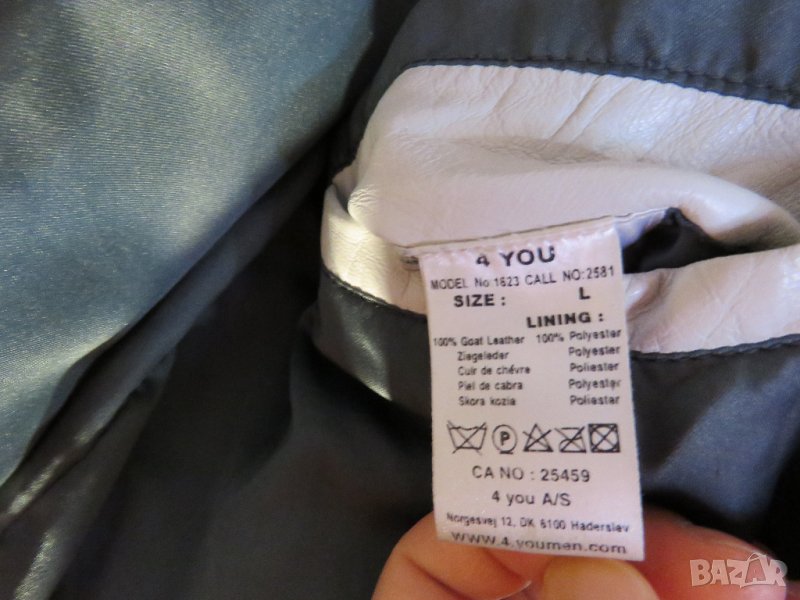 4 YOU
MODEL No:1623 CALL NO:2581
SIZE : L
LINING :
100% Goat Leather 100% Polyester
Ziegeleder Polyester
Cuir de chévre Poliester
Piel de cabra Polyester
Skora kozia Poliester
P
CA NO : 25459
4 you A/S
Norgesvej 12, DK 6100 Haderslev
www.4.youmen.com
BAZAR